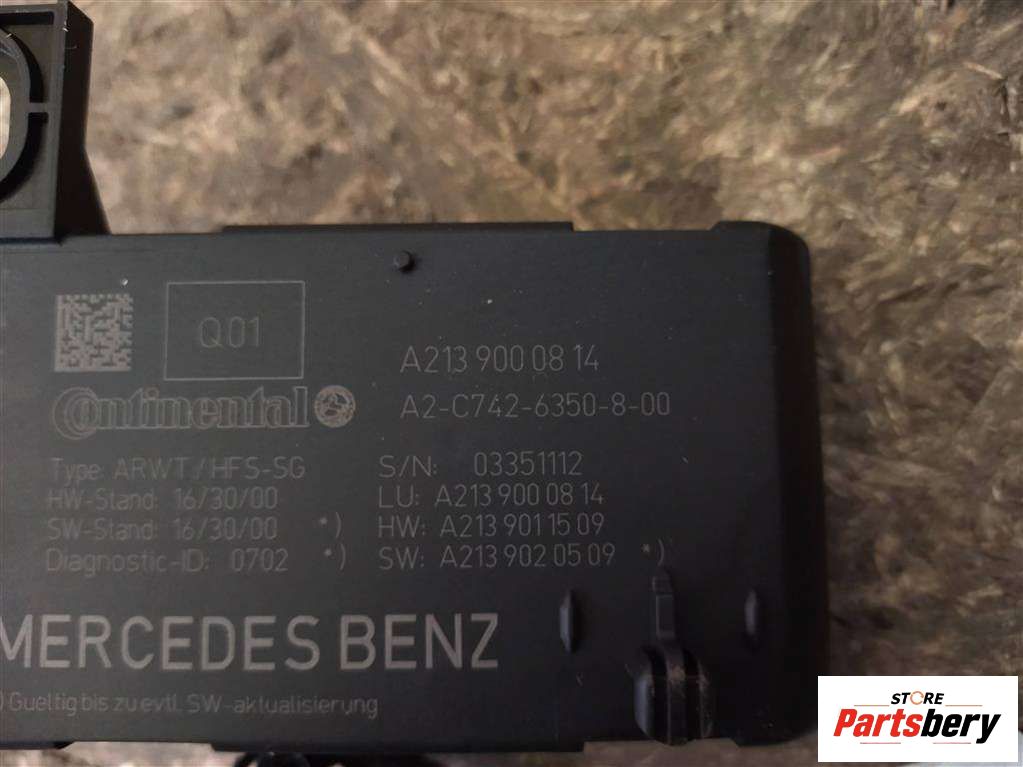 Q01
A213 900 08 14
Continental
A2-C742-6350-8-00
Type ARWT/HFS-SG
S/N: 03351112
HW-Stand: 16/30/00
LU: A213 900 08 14
SW-Stand: 16/30/00 *)
HW: A213 901 15 09
Diagnostic-ID: 0702 *)
SW: A213 902 05 09 *)
MERCEDES BENZ
) Gueltig bis zu evtl. SW-aktualisierung
STORE
Partsbery